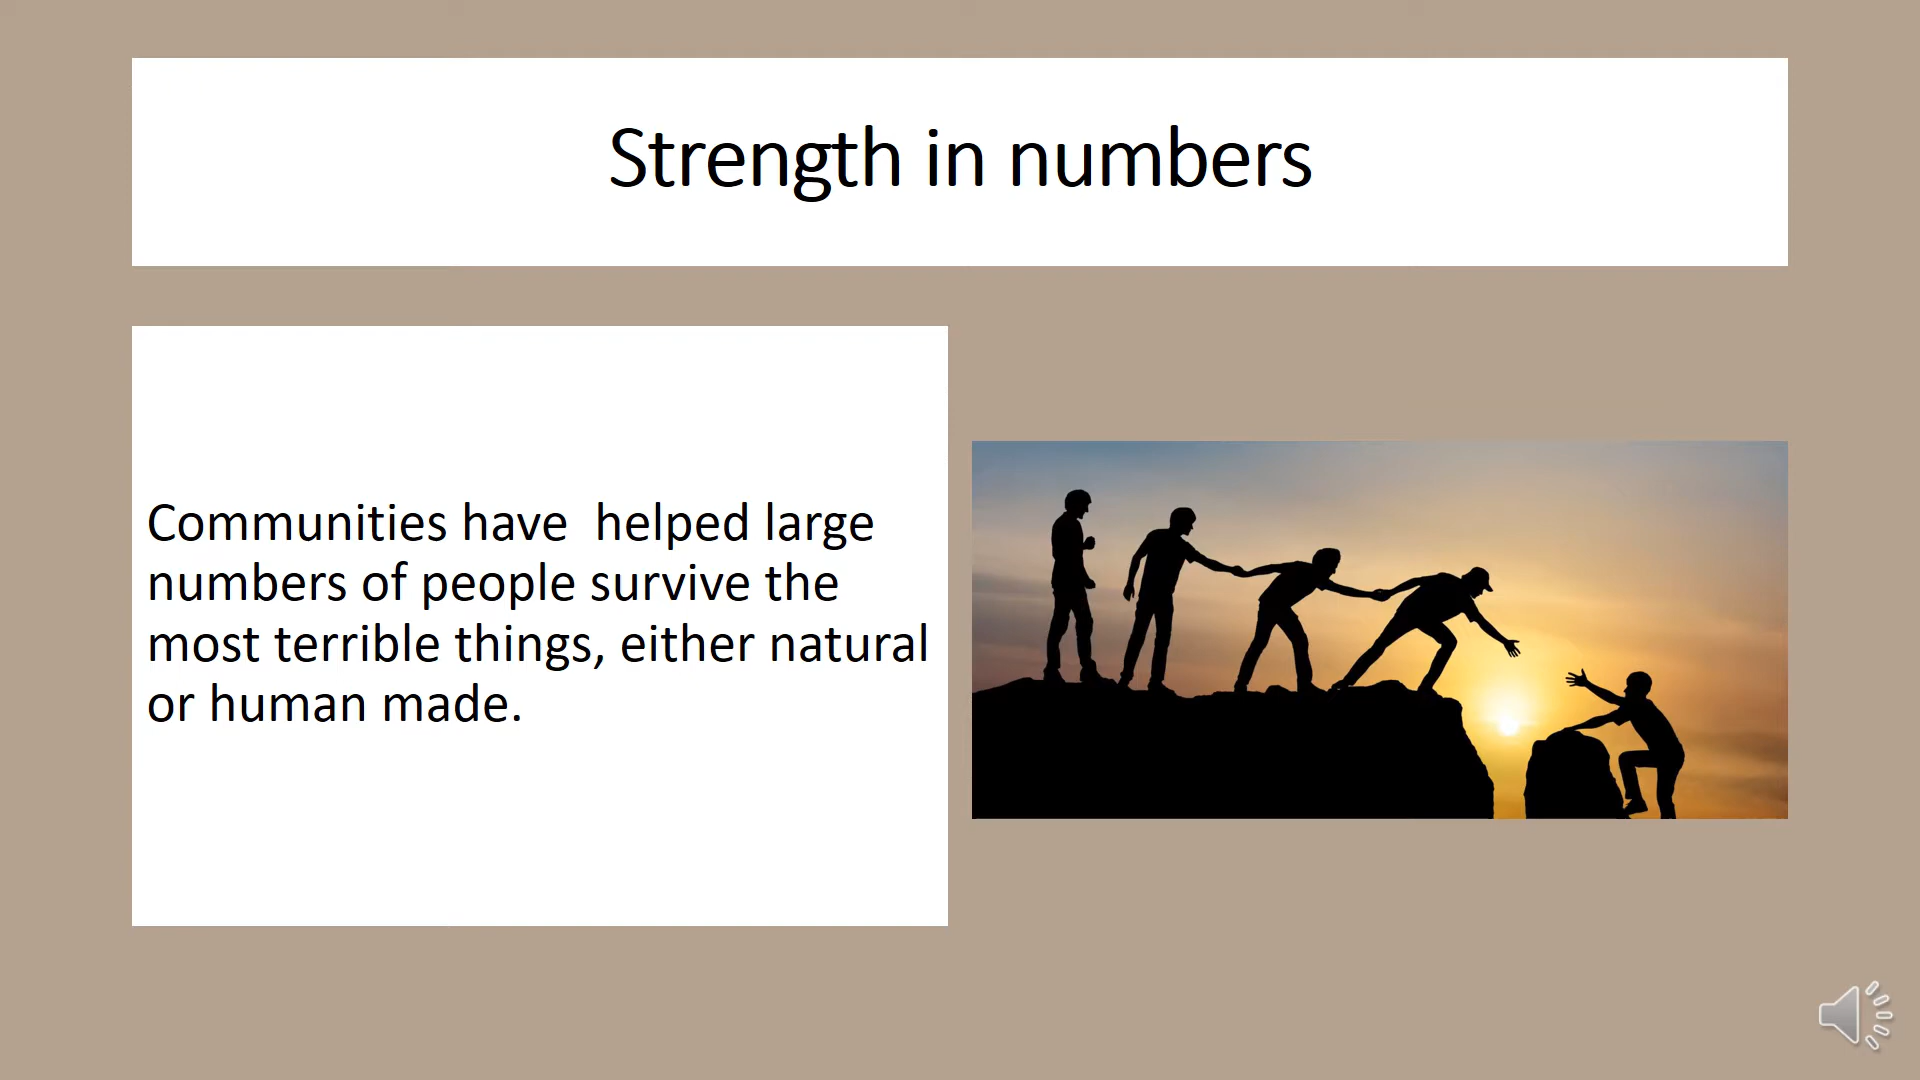 Strength in numbers
Communities have  helped large
numbers of people survive the
most terrible things, either natural
or human made.